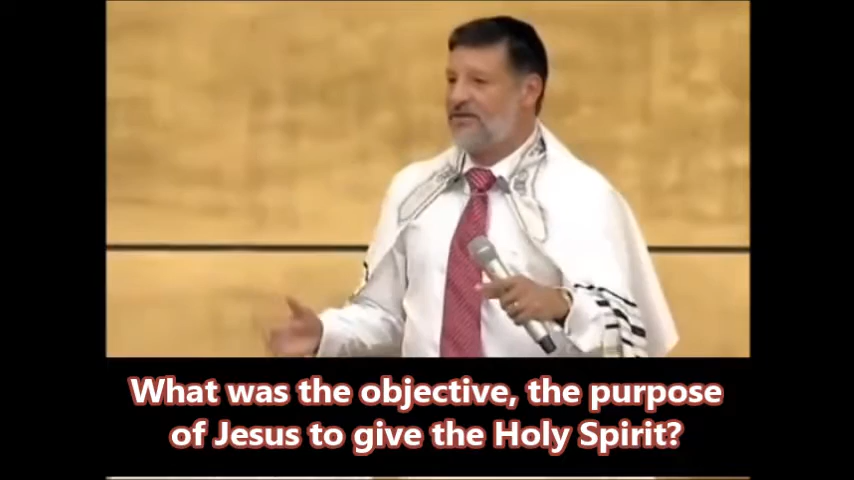 What was the objective, the purpose
of Jesus to give the Holy Spirit?